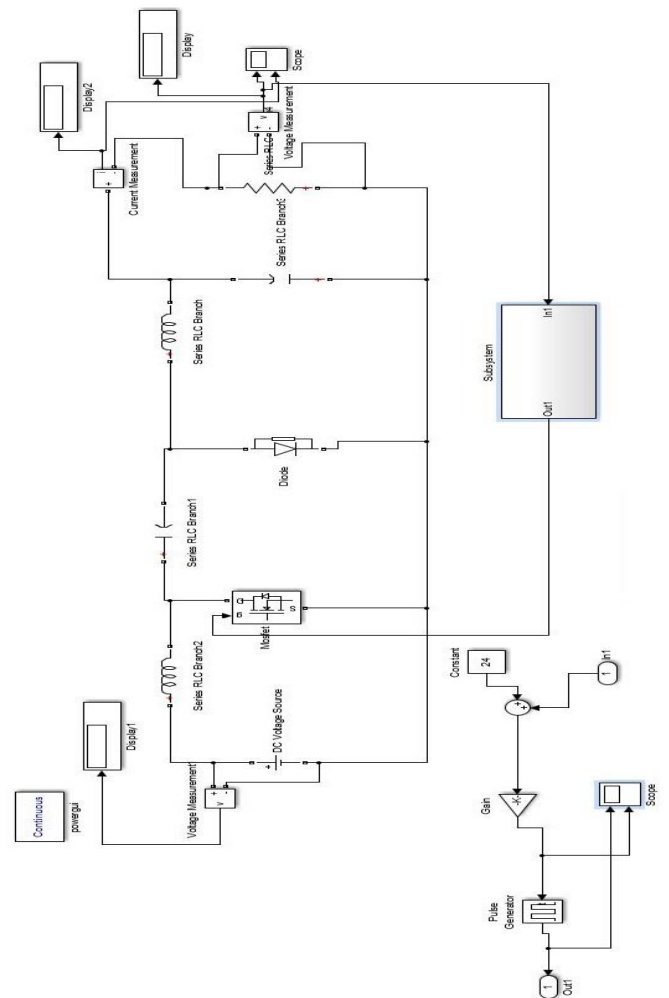 Continuous
powergui
Display1
Display2
Display
Scope
Current Measurement
Series RLC Branch2
Series RLC Branch1
Series RLC Branch
Voltage Measurement
v
+
-
DC Voltage Source
+
g
D
S
Mosfet
Diode
Series RLC
Voltage Measurement
+
-
v
i
+
-
Subsystem
Out1
In1
Constant
24
Gain
-K-
Pulse
Generator
+
+
1
In1
1
Out1
Scope